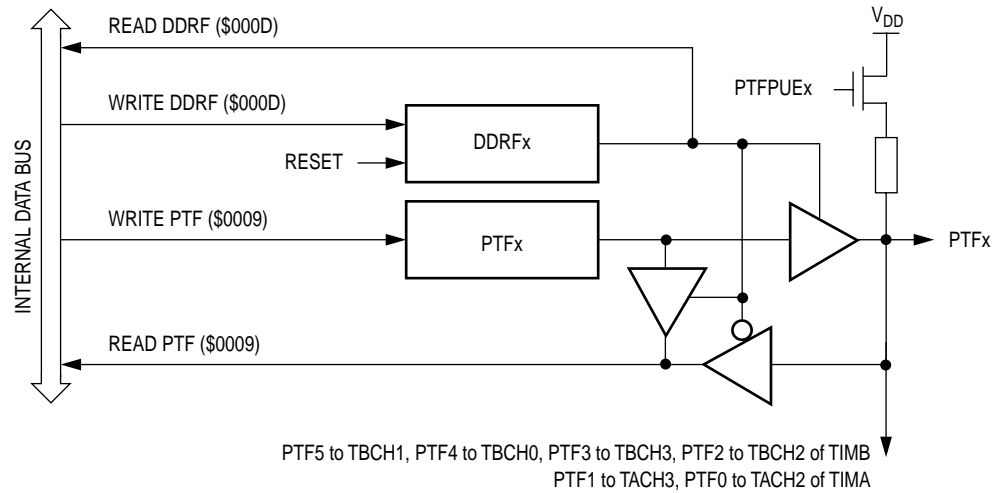 READ DDRF ($000D)
VDD
PTFPUEx
WRITE DDRF ($000D)
DDRFx
RESET
INTERNAL DATA BUS
WRITE PTF ($0009)
PTFx
PTFx
READ PTF ($0009)
PTF5 to TBCH1, PTF4 to TBCH0, PTF3 to TBCH3, PTF2 to TBCH2 of TIMB
PTF1 to TACH3, PTF0 to TACH2 of TIMA